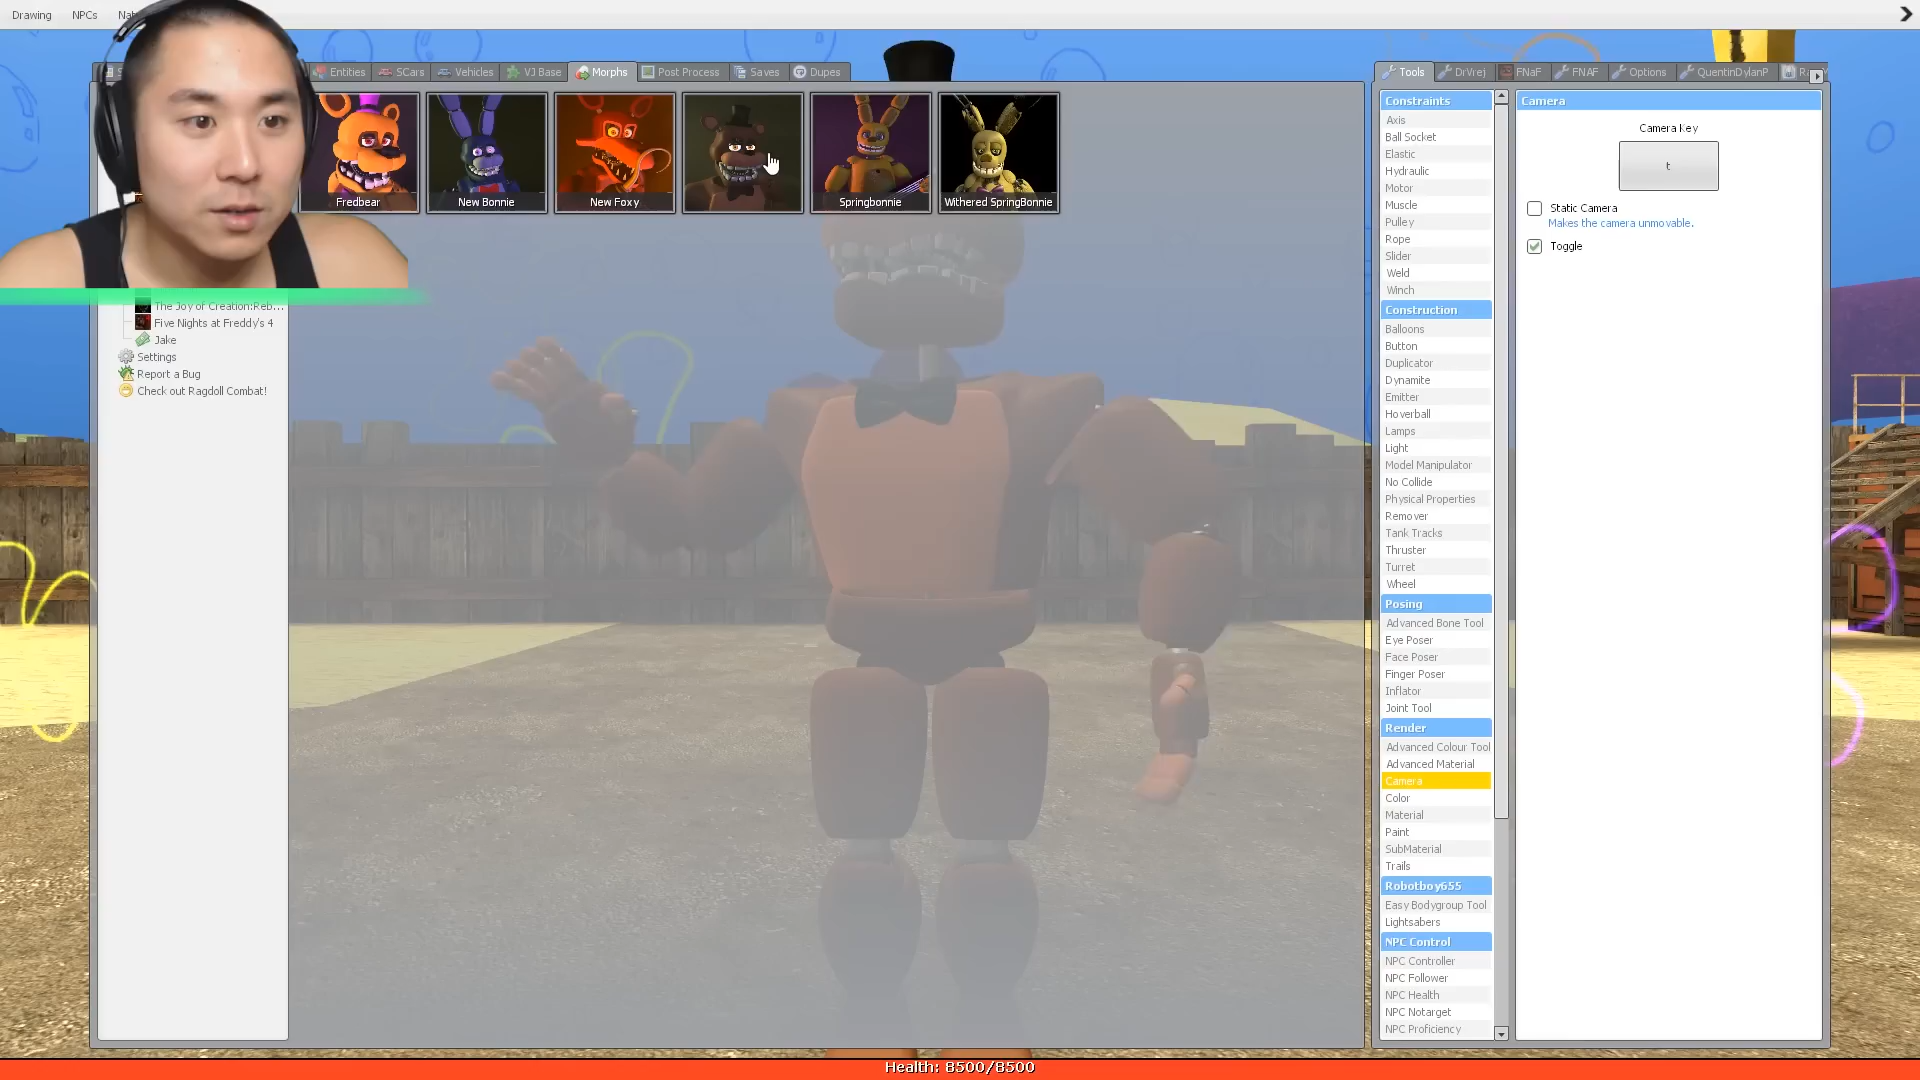 Drawing NPCs
Entities SCars Vehicles VJ Base Morphs Post Process Saves Dupes
Fredbear New Bonnie New Foxy Springbonnie Withered SpringBonnie
The Joy of Creation:Reb...
Five Nights at Freddy's 4
Jake
Settings
Report a Bug
Check out Ragdoll Combat!
Tools DrVrej FNaF FNAF Options QuentinDylanP
Constraints
Axis
Ball Socket
Elastic
Hydraulic
Motor
Muscle
Pulley
Rope
Slider
Weld
Winch
Construction
Balloons
Button
Duplicator
Dynamite
Emitter
Hoverball
Lamps
Light
Model Manipulator
No Collide
Physical Properties
Remover
Tank Tracks
Thruster
Turret
Wheel
Posing
Advanced Bone Tool
Eye Poser
Face Poser
Finger Poser
Inflator
Joint Tool
Render
Advanced Colour Tool
Advanced Material
Camera
Color
Material
Paint
SubMaterial
Trails
Robotboy655
Easy Bodygroup Tool
Lightsabers
NPC Control
NPC Controller
NPC Follower
NPC Health
NPC Notarget
NPC Proficiency
Camera
Camera Key
t
Static Camera
Makes the camera unmovable.
Toggle
Health: 8500/8500